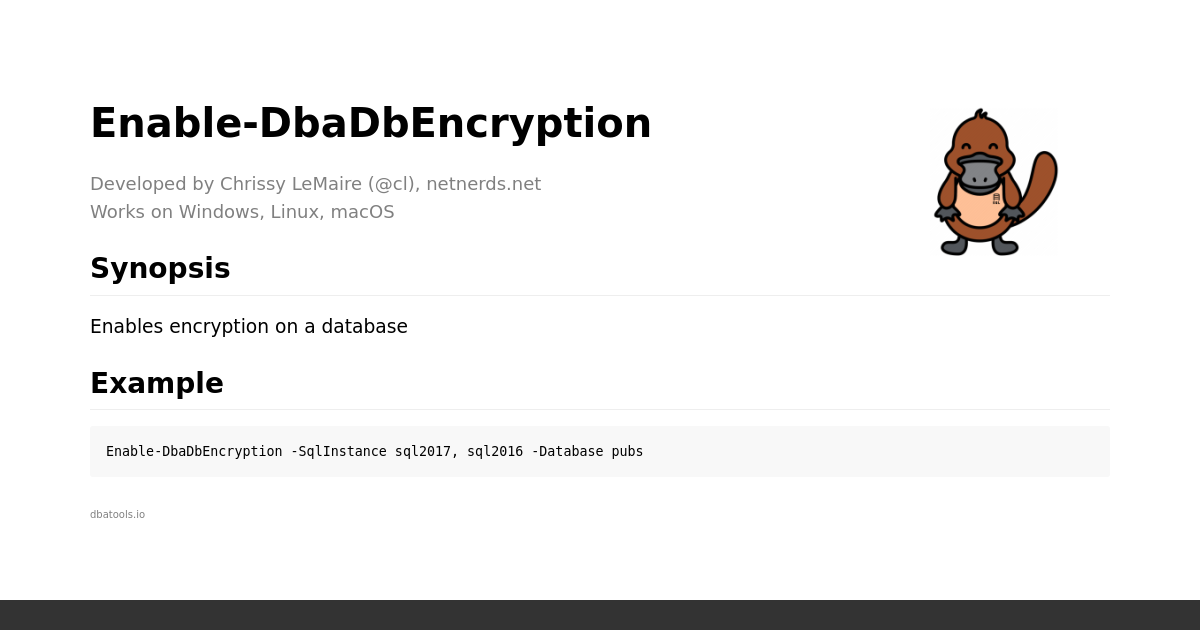 Enable-DbaDbEncryption
Developed by Chrissy LeMaire (@cl), netnerds.net
Works on Windows, Linux, macOS
Synopsis
Enables encryption on a database
Example
Enable-DbaDbEncryption -SqlInstance sql2017, sql2016 -Database pubs
dbatools.io